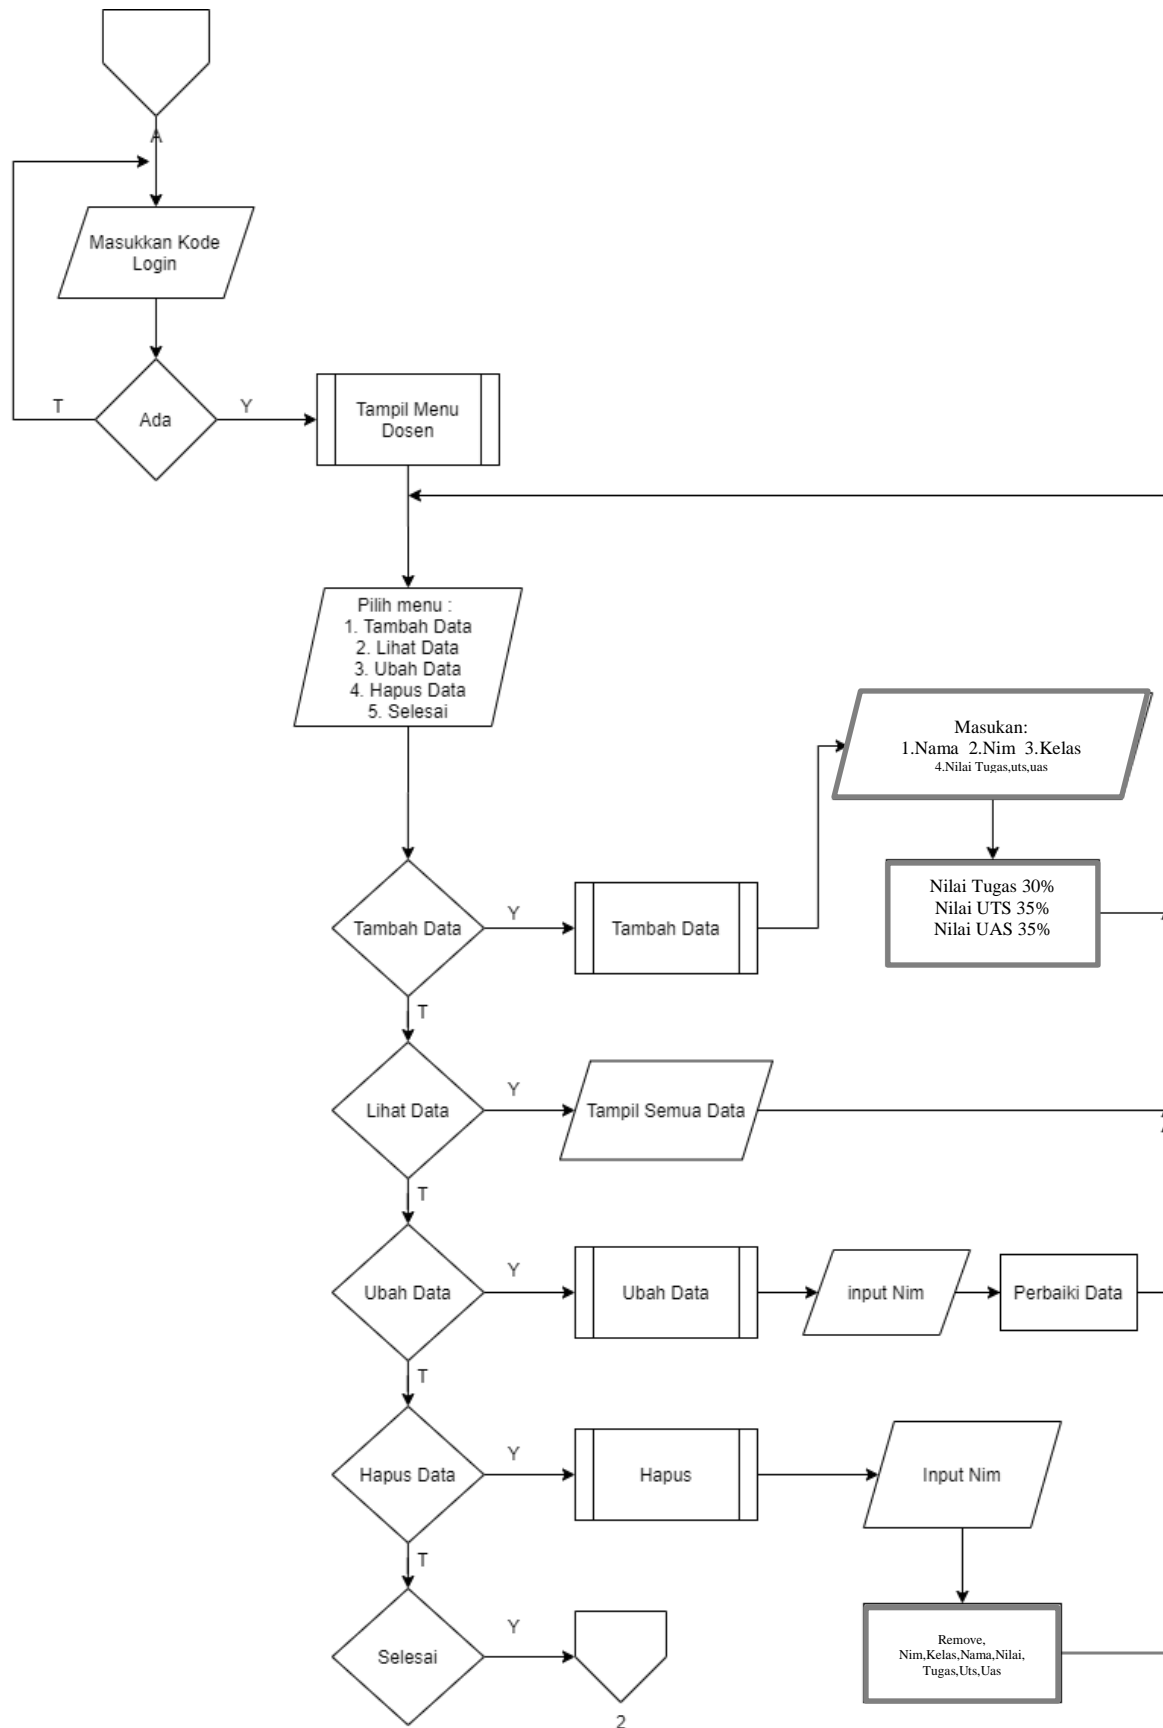 A
Masukkan Kode
Login
T
Ada
Y
Tampil Menu
Dosen
Pilih menu :
1. Tambah Data
2. Lihat Data
3. Ubah Data
4. Hapus Data
5. Selesai
Masukan:
1.Nama 2.Nim 3.Kelas
4.Nilai Tugas,uts,uas
Nilai Tugas 30%
Nilai UTS 35%
Nilai UAS 35%
Tambah Data
Y
Tambah Data
T
Lihat Data
Y
Tampil Semua Data
T
Ubah Data
Y
Ubah Data
input Nim
Perbaiki Data
T
Hapus Data
Y
Hapus
Input Nim
T
Remove,
Nim,Kelas,Nama,Nilai,
Tugas,Uts,Uas
Selesai
Y
2